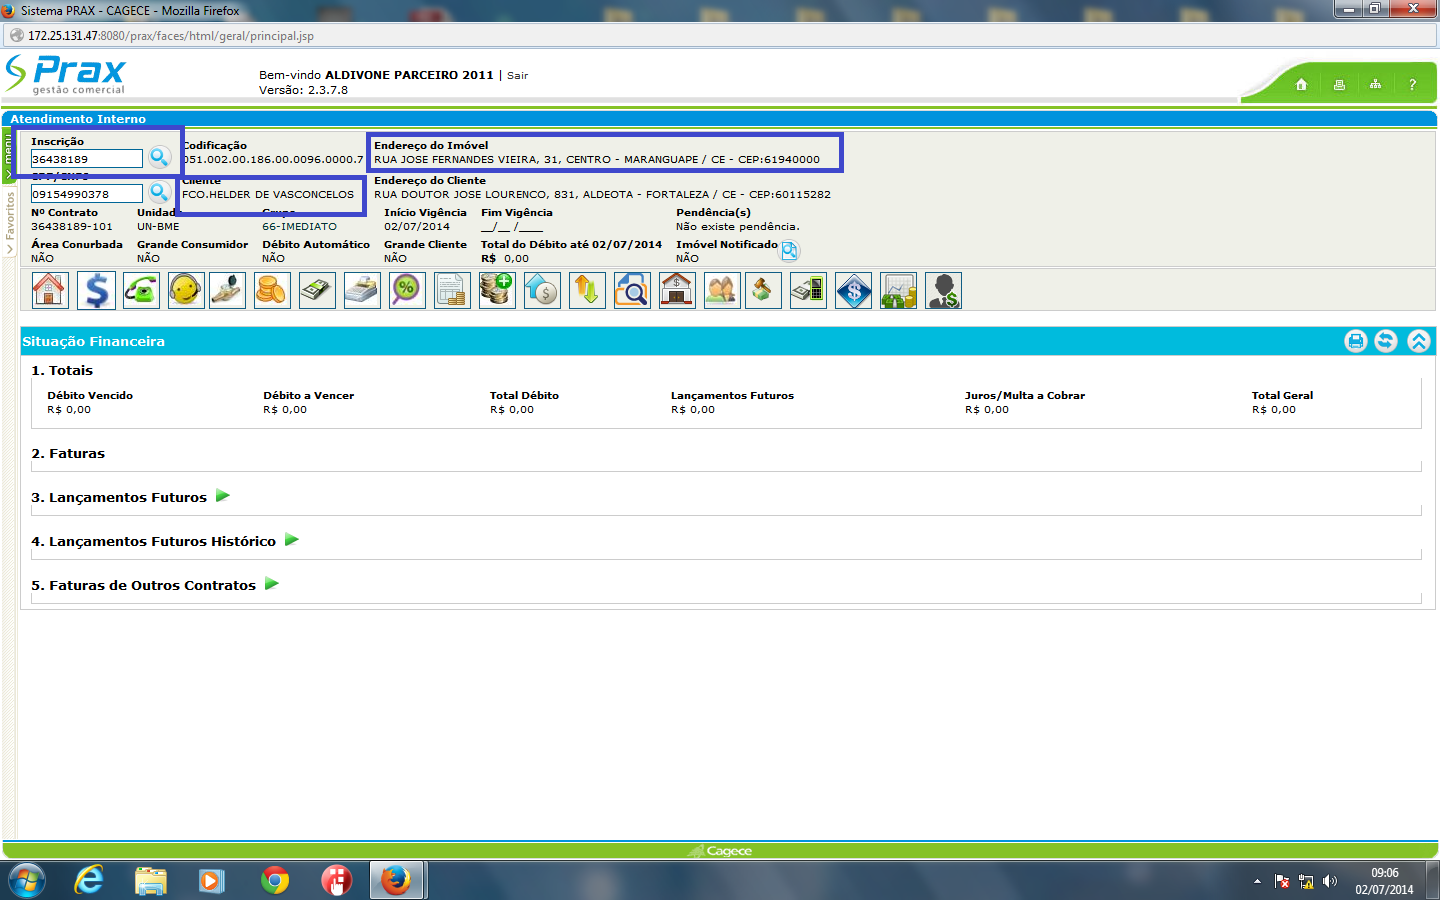 Sistema PRAX - CAGECE - Mozilla Firefox
172.25.131.47:8080/prax/faces/html/geral/principal.jsp
Prax
gestão comercial
Bem-vindo ALDIVONE PARCEIRO 2011 | Sair
Versão: 2.3.7.8
?
Atendimento Interno
menu
Favoritos
Inscrição Codificação Endereço do Imóvel
36438189 051.002.00.186.00.0096.0000.7 RUA JOSE FERNANDES VIEIRA, 31, CENTRO - MARANGUAPE / CE - CEP:61940000
CPF/CNPJ Cliente Endereço do Cliente
09154990378 FCO.HELDER DE VASCONCELOS RUA DOUTOR JOSE LOURENCO, 831, ALDEOTA - FORTALEZA / CE - CEP:60115282
Nº Contrato Unidade Grupo Início Vigência Fim Vigência Pendência(s)
36438189-101 UN-BME 66-IMEDIATO 02/07/2014 __/__ /____ Não existe pendência.
Área Conurbada Grande Consumidor Débito Automático Grande Cliente Total do Débito até 02/07/2014 Imóvel Notificado
NÃO NÃO NÃO NÃO R$ 0,00 NÃO
Situação Financeira
1. Totais
Débito Vencido Débito a Vencer Total Débito Lançamentos Futuros Juros/Multa a Cobrar Total Geral
R$ 0,00 R$ 0,00 R$ 0,00 R$ 0,00 R$ 0,00 R$ 0,00
2. Faturas
3. Lançamentos Futuros
4. Lançamentos Futuros Histórico
5. Faturas de Outros Contratos
Cagece
09:06
02/07/2014